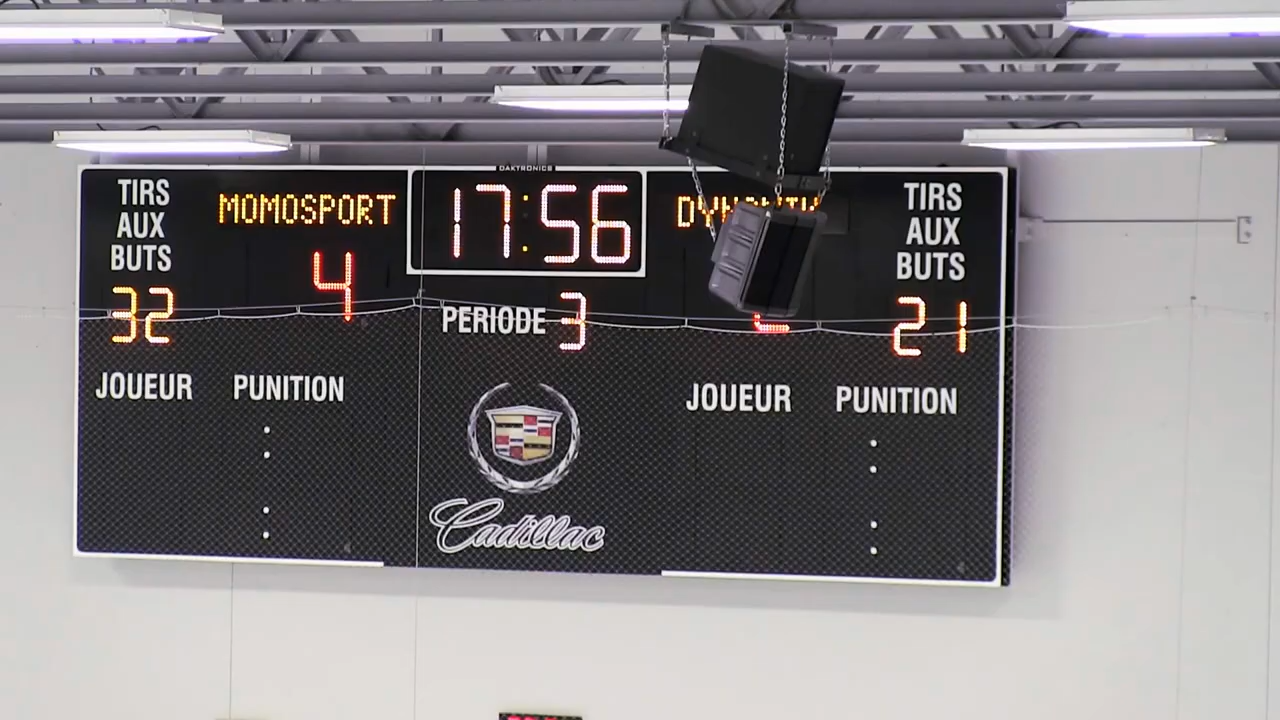 DAKTRONICS
TIRS
AUX
BUTS
32
MOMOSPORT
4
17:56
PERIODE 3
TIRS
AUX
BUTS
21
JOUEUR PUNITION
JOUEUR PUNITION
Cadillac